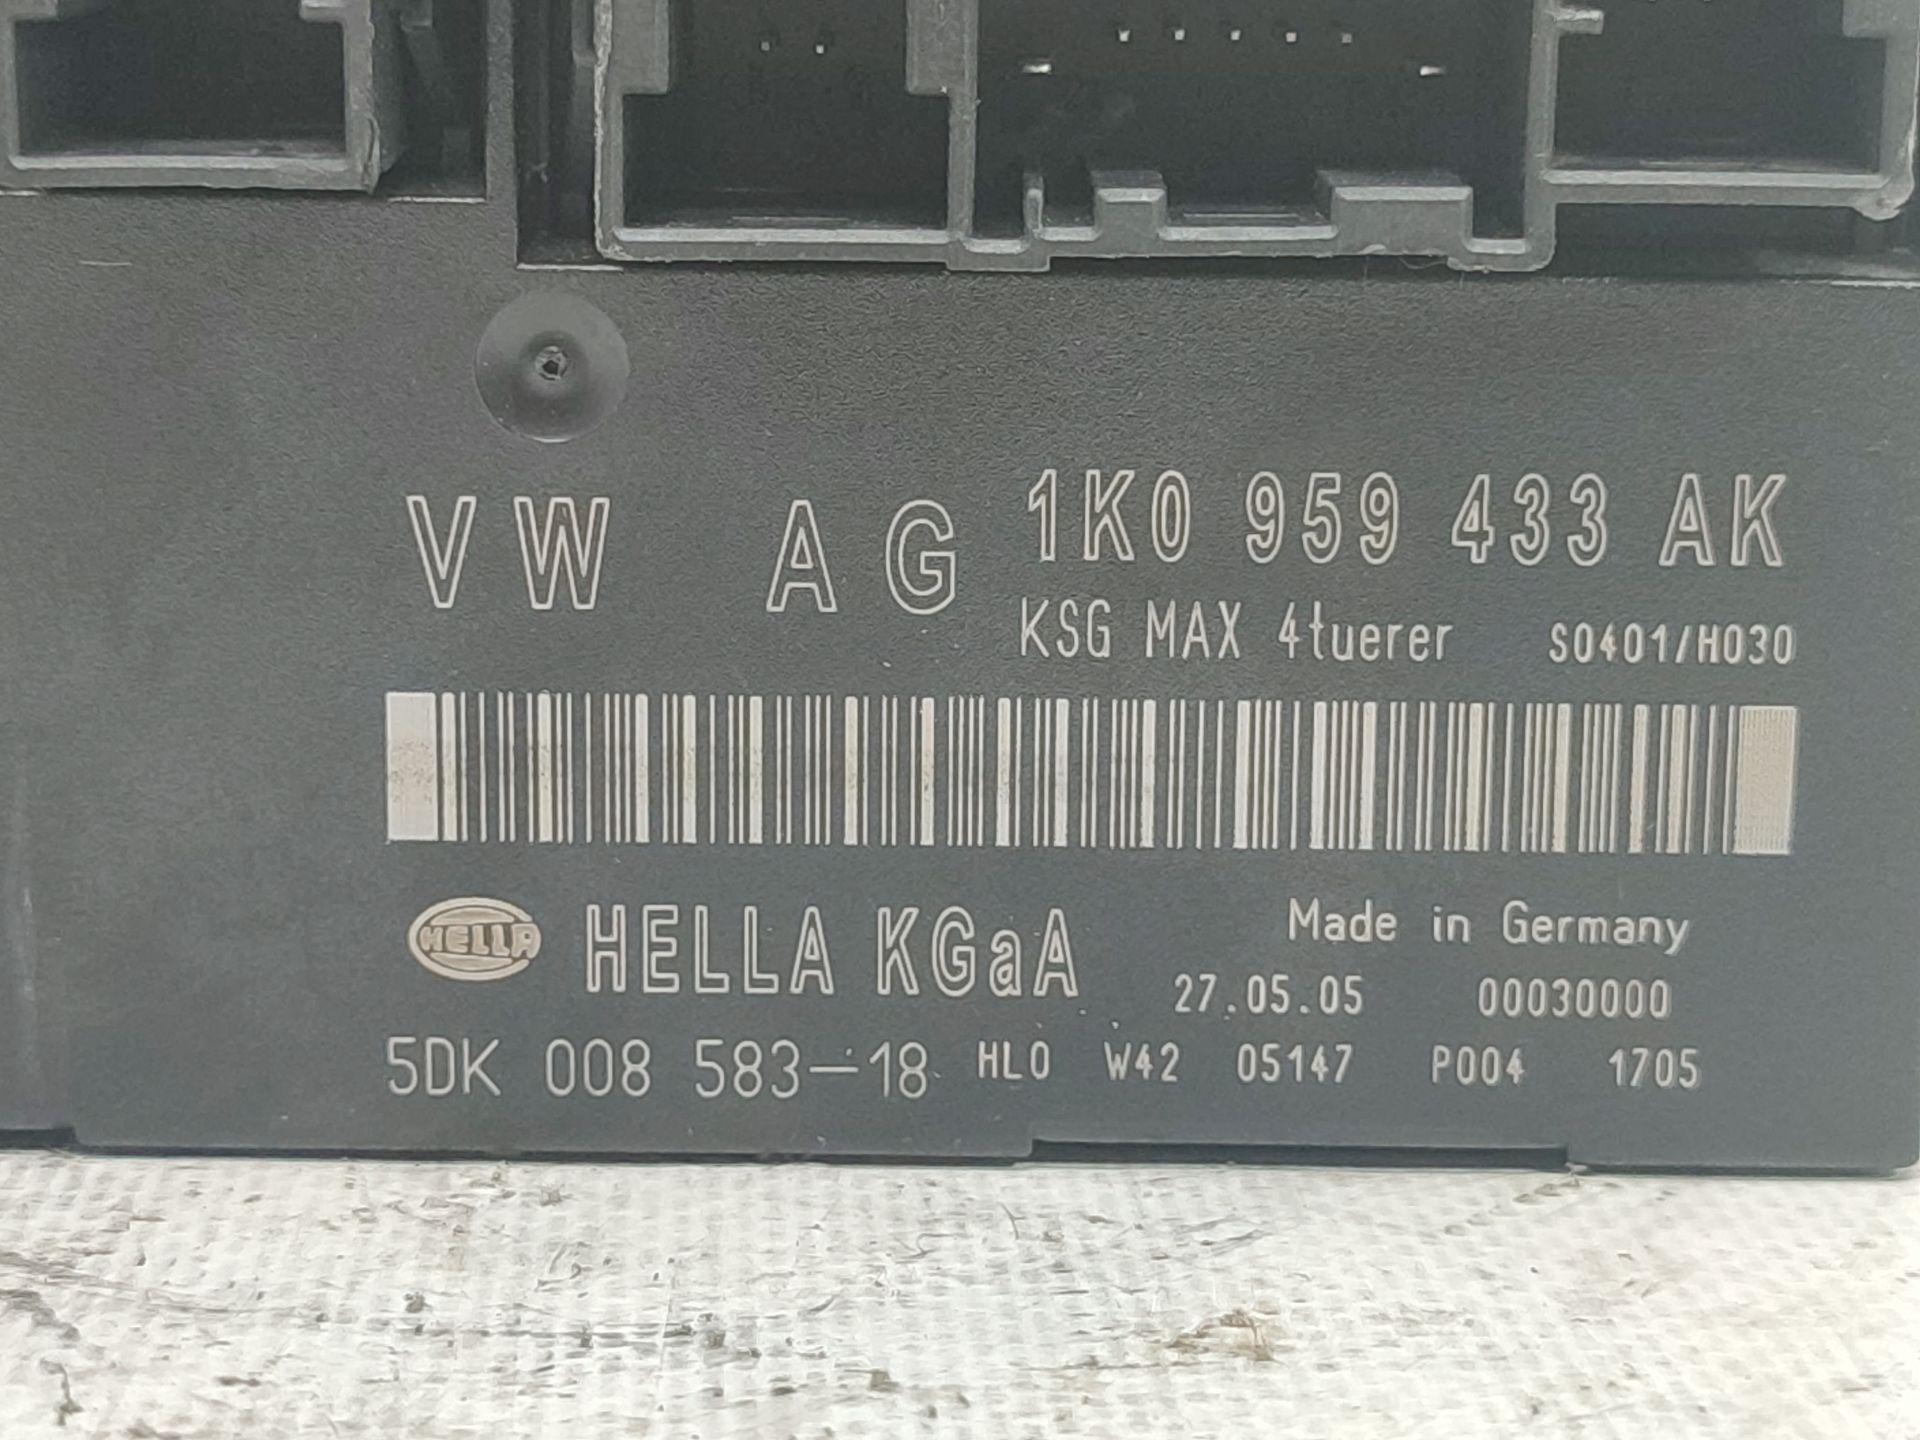 VW AG 1K0 959 433 AK
KSG MAX 4tuerer S0401/H030
HELLA HELLA KGaA Made in Germany
27.05.05 00030000
5DK 008 583-18 HLO W42 05147 P004 1705